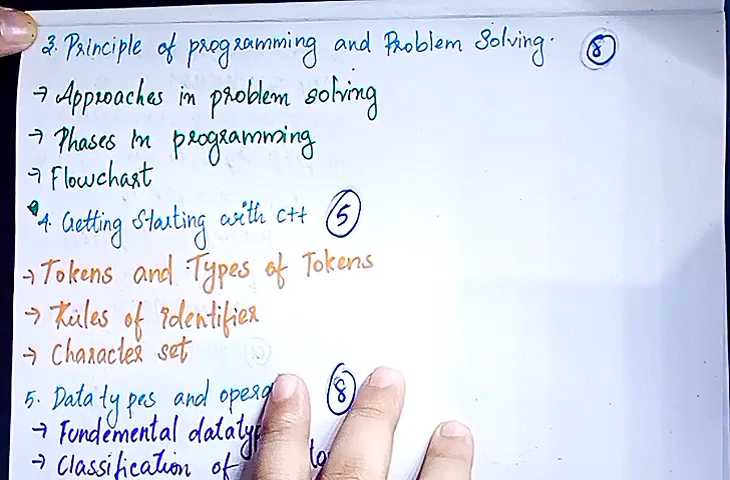 3. Principle of programming and Problem Solving. 8
→ Approaches in problem solving
→ Phases in programming
→ Flowchart
4. Getting Starting with C++ 5
→ Tokens and Types of Tokens
→ Rules of identifier
→ Character set
5. Data types and 8
→ Fundemental
→ Classification of